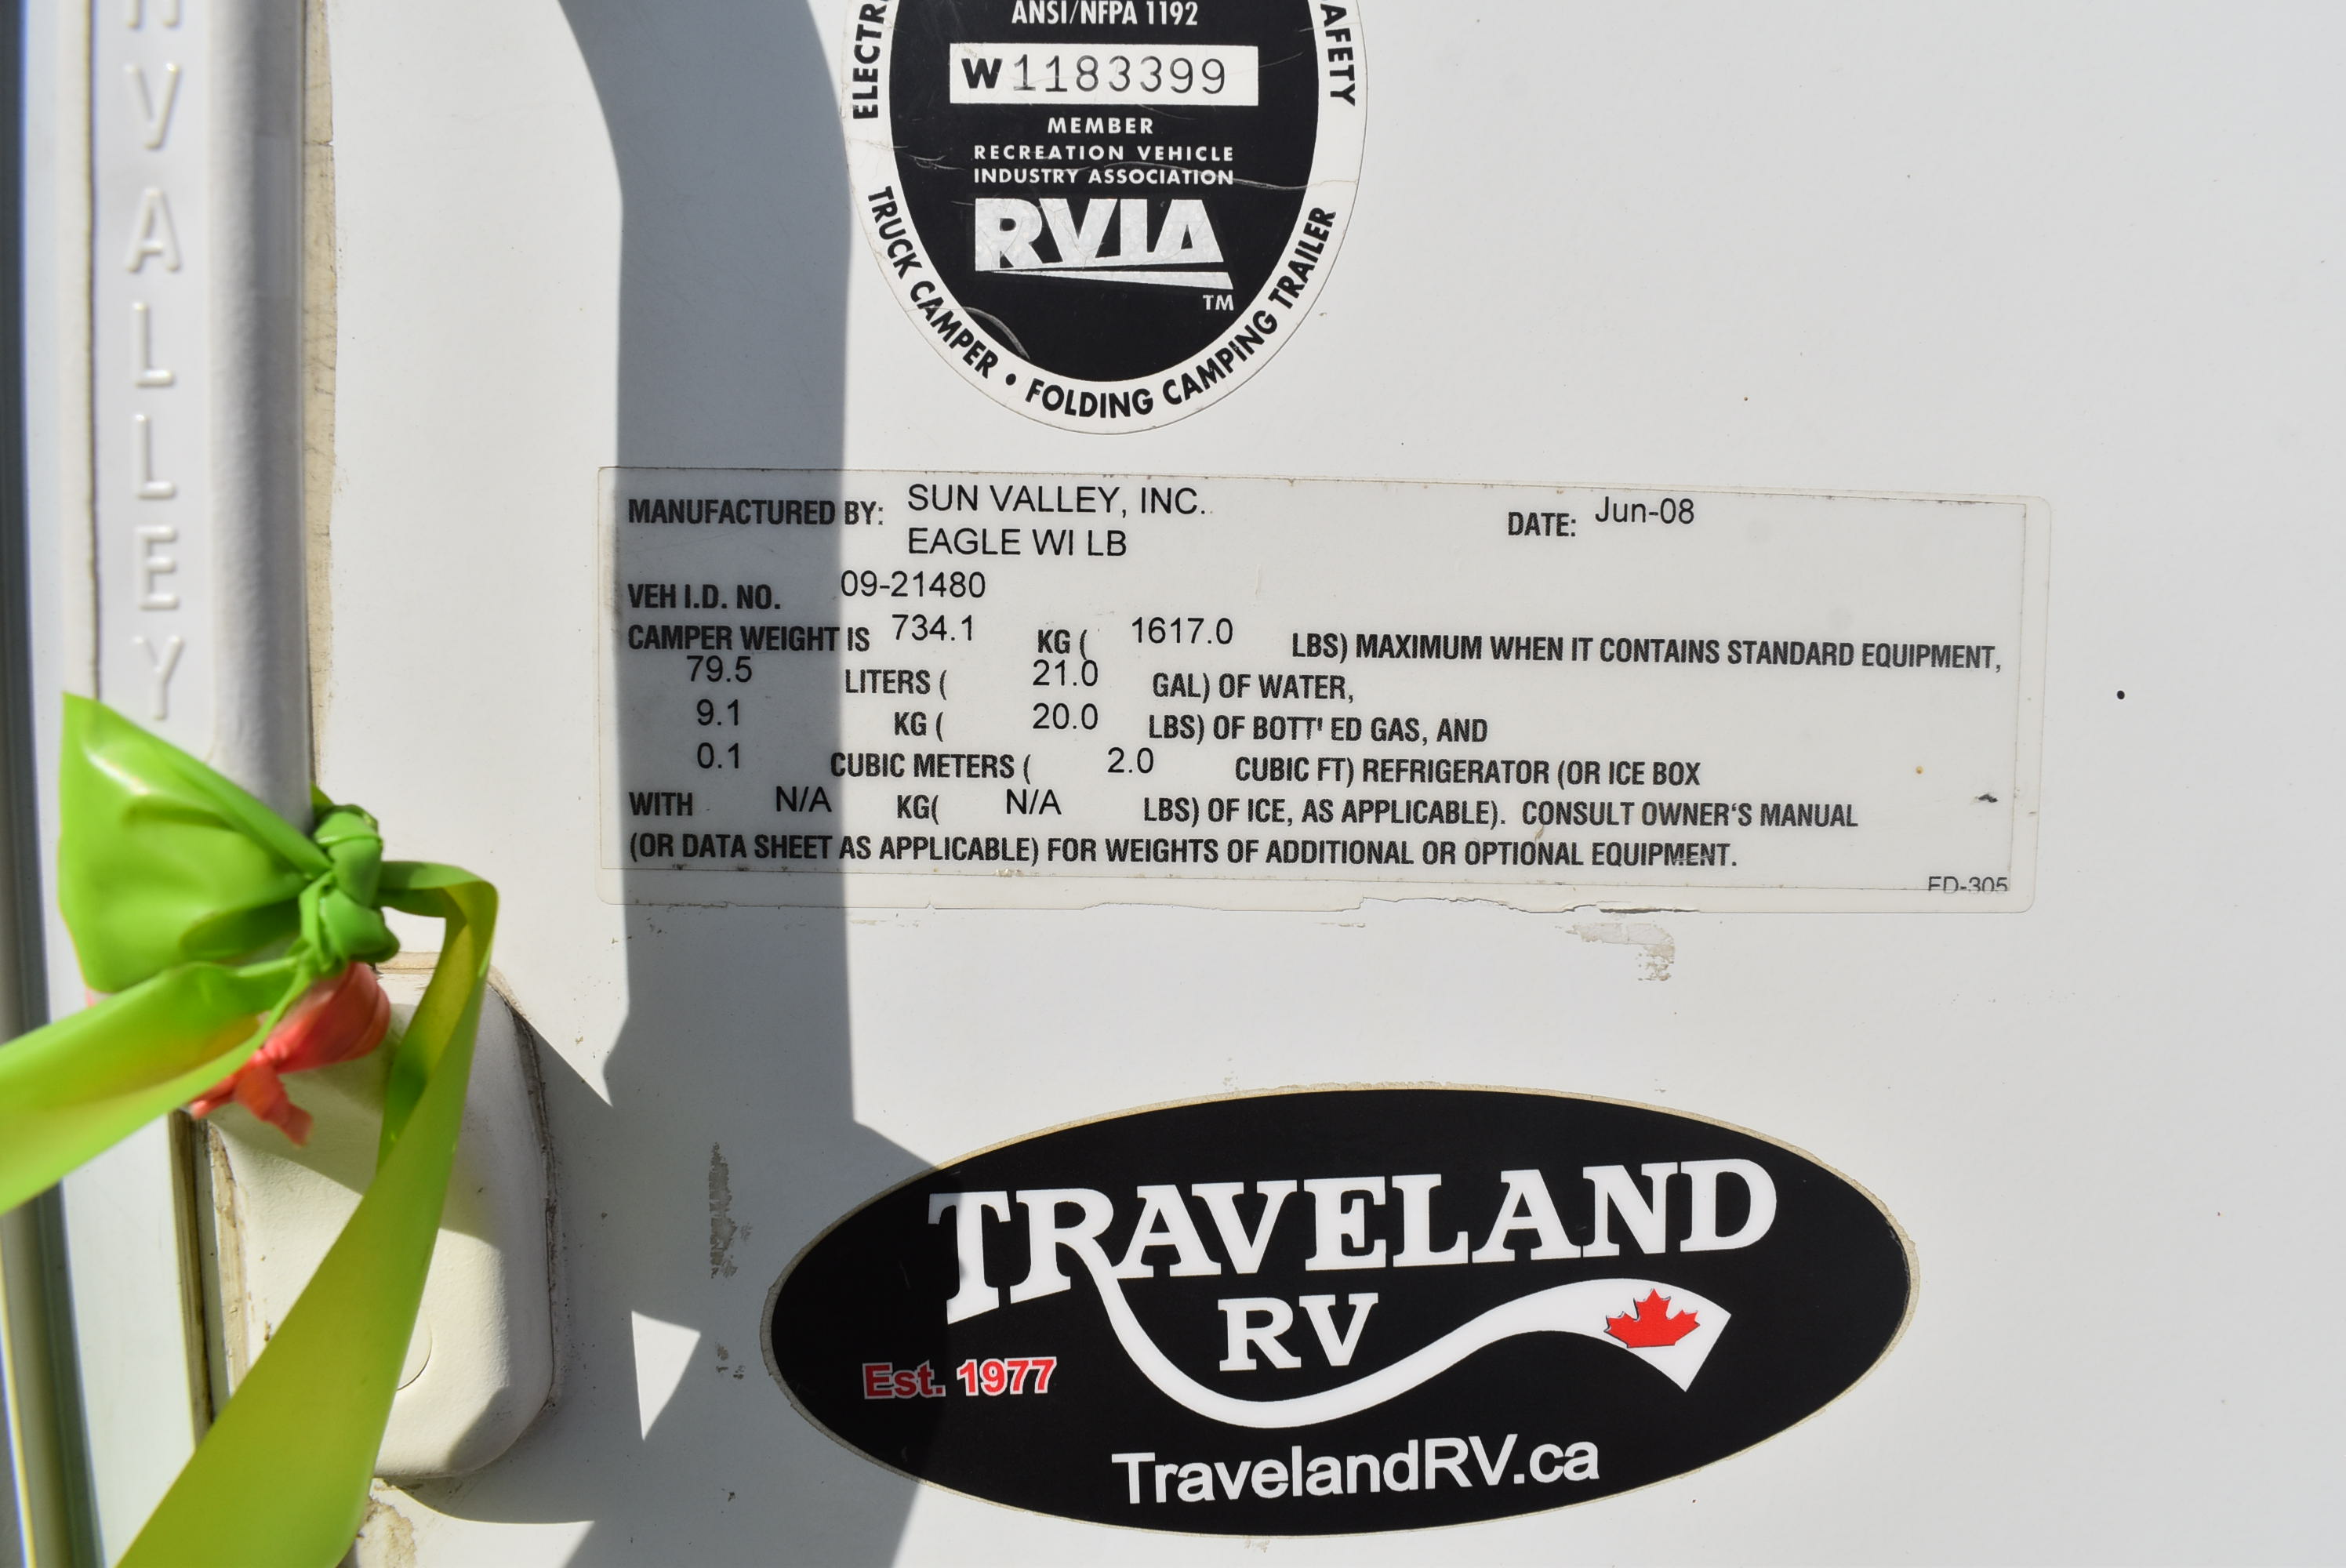 VALLEY
ELECTR
AFETY
ANSI/NFPA 1192
W1183399
MEMBER
RECREATION VEHICLE
INDUSTRY ASSOCIATION
RVIA
TM
TRUCK CAMPER • FOLDING CAMPING TRAILER
MANUFACTURED BY: SUN VALLEY, INC. DATE: Jun-08
EAGLE WI LB
VEH I.D. NO. 09-21480
CAMPER WEIGHT IS 734.1 KG ( 1617.0 LBS) MAXIMUM WHEN IT CONTAINS STANDARD EQUIPMENT,
79.5 LITERS ( 21.0 GAL) OF WATER,
9.1 KG ( 20.0 LBS) OF BOTT' ED GAS, AND
0.1 CUBIC METERS ( 2.0 CUBIC FT) REFRIGERATOR (OR ICE BOX
WITH N/A KG( N/A LBS) OF ICE, AS APPLICABLE). CONSULT OWNER'S MANUAL
(OR DATA SHEET AS APPLICABLE) FOR WEIGHTS OF ADDITIONAL OR OPTIONAL EQUIPMENT.
ED-305
TRAVELAND
RV
Est. 1977
TravelandRV.ca